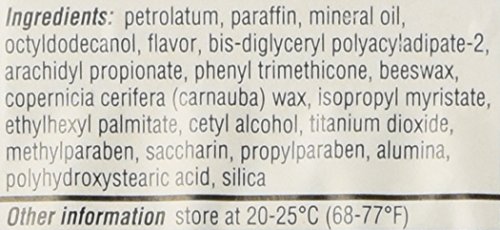 Ingredients: petrolatum, paraffin, mineral oil,
octyldodecanol, flavor, bis-diglyceryl polyacyladipate-2,
arachidyl propionate, phenyl trimethicone, beeswax,
copernicia cerifera (carnauba) wax, isopropyl myristate,
ethylhexyl palmitate, cetyl alcohol, titanium dioxide,
methylparaben, saccharin, propylparaben, alumina,
polyhydroxystearic acid, silica
Other information store at 20-25°C (68-77°F)